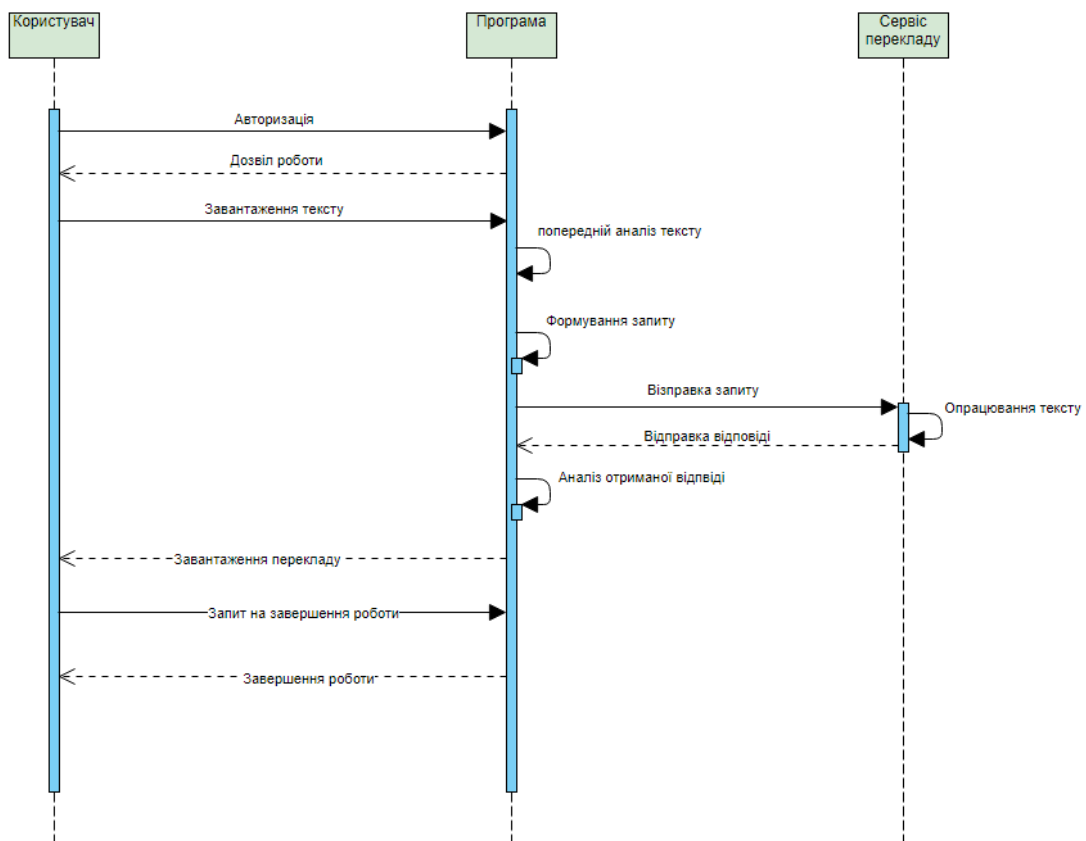 Користувач
Програма
Сервіс
перекладу
Авторизація
Дозвіл роботи
Завантаження тексту
попередній аналіз тексту
Формування запиту
Візправка запиту
Опрацювання тексту
Відправка відповіді
Аналіз отриманої відпвіді
Завантаження перекладу
Запит на завершення роботи
Завершення роботи